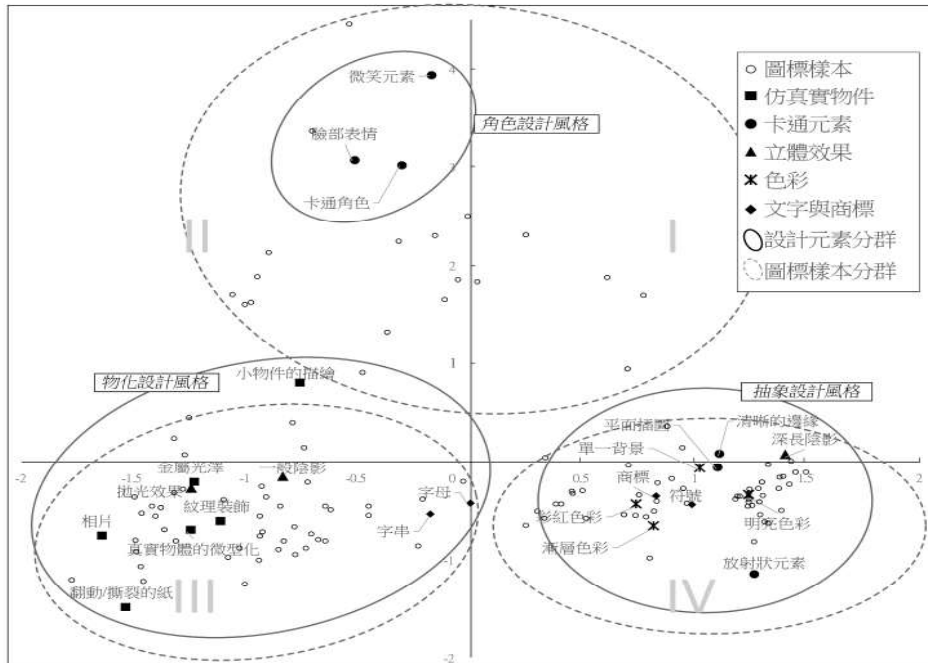 圖標樣本
仿真實物件
卡通元素
立體效果
色彩
文字與商標
設計元素分群
圖標樣本分群
4
微笑元素
角色設計風格
臉部表情
3
卡通角色
II
I
2
1
物化設計風格
小物件的描繪
抽象設計風格
平面插圖
清晰的邊緣
深長陰影
單一背景
-2
-1.5
-1
-0.5
0
0.5
1
1.5
2
金屬光澤
一般陰影
拋光效果
字母
商標
符號
相片
紋理裝飾
字串
彩虹色彩
明亮色彩
真實物體的微型化
漸層色彩
-1
放射狀元素
翻動/撕裂的紙
III
IV
-2